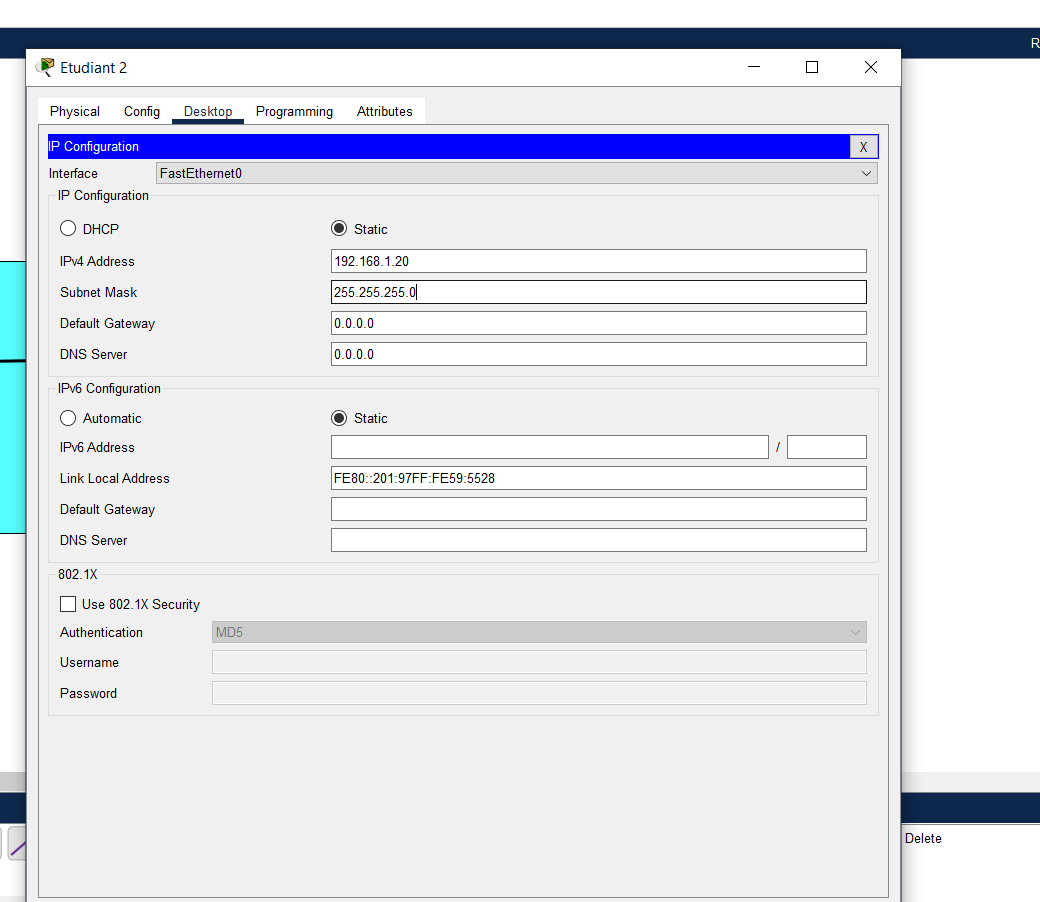 R
Etudiant 2
Physical Config Desktop Programming Attributes
IP Configuration X
Interface FastEthernet0
IP Configuration
DHCP Static
IPv4 Address 192.168.1.20
Subnet Mask 255.255.255.0
Default Gateway 0.0.0.0
DNS Server 0.0.0.0
IPv6 Configuration
Automatic Static
IPv6 Address /
Link Local Address FE80::201:97FF:FE59:5528
Default Gateway
DNS Server
802.1X
Use 802.1X Security
Authentication MD5
Username
Password
Delete